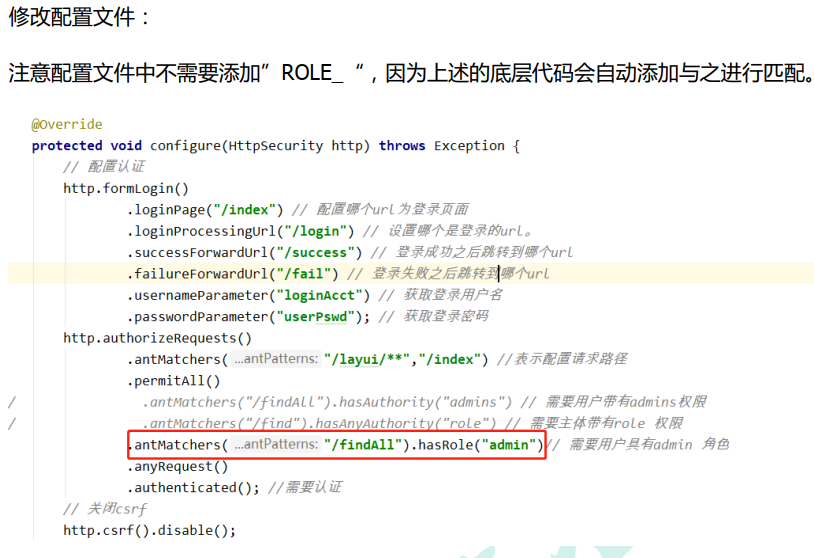 修改配置文件：
注意配置文件中不需要添加”ROLE_“，因为上述的底层代码会自动添加与之进行匹配。
@Override
protected void configure(HttpSecurity http) throws Exception {
// 配置认证
http.formLogin()
.loginPage("/index") // 配置哪个url为登录页面
.loginProcessingUrl("/login") // 设置哪个是登录的url。
.successForwardUrl("/success") // 登录成功之后跳转到哪个url
.failureForwardUrl("/fail") // 登录失败之后跳转到哪个url
.usernameParameter("loginAcct") // 获取登录用户名
.passwordParameter("userPswd"); // 获取登录密码
http.authorizeRequests()
.antMatchers( ...antPatterns: "/layui/**","/index") //表示配置请求路径
.permitAll()
/ .antMatchers("/findAll").hasAuthority("admins") // 需要用户带有admins权限
/ .antMatchers("/find").hasAnyAuthority("role") // 需要主体带有role 权限
.antMatchers( ...antPatterns: "/findAll").hasRole("admin")// 需要用户具有admin 角色
.anyRequest()
.authenticated(); //需要认证
// 关闭csrf
http.csrf().disable();